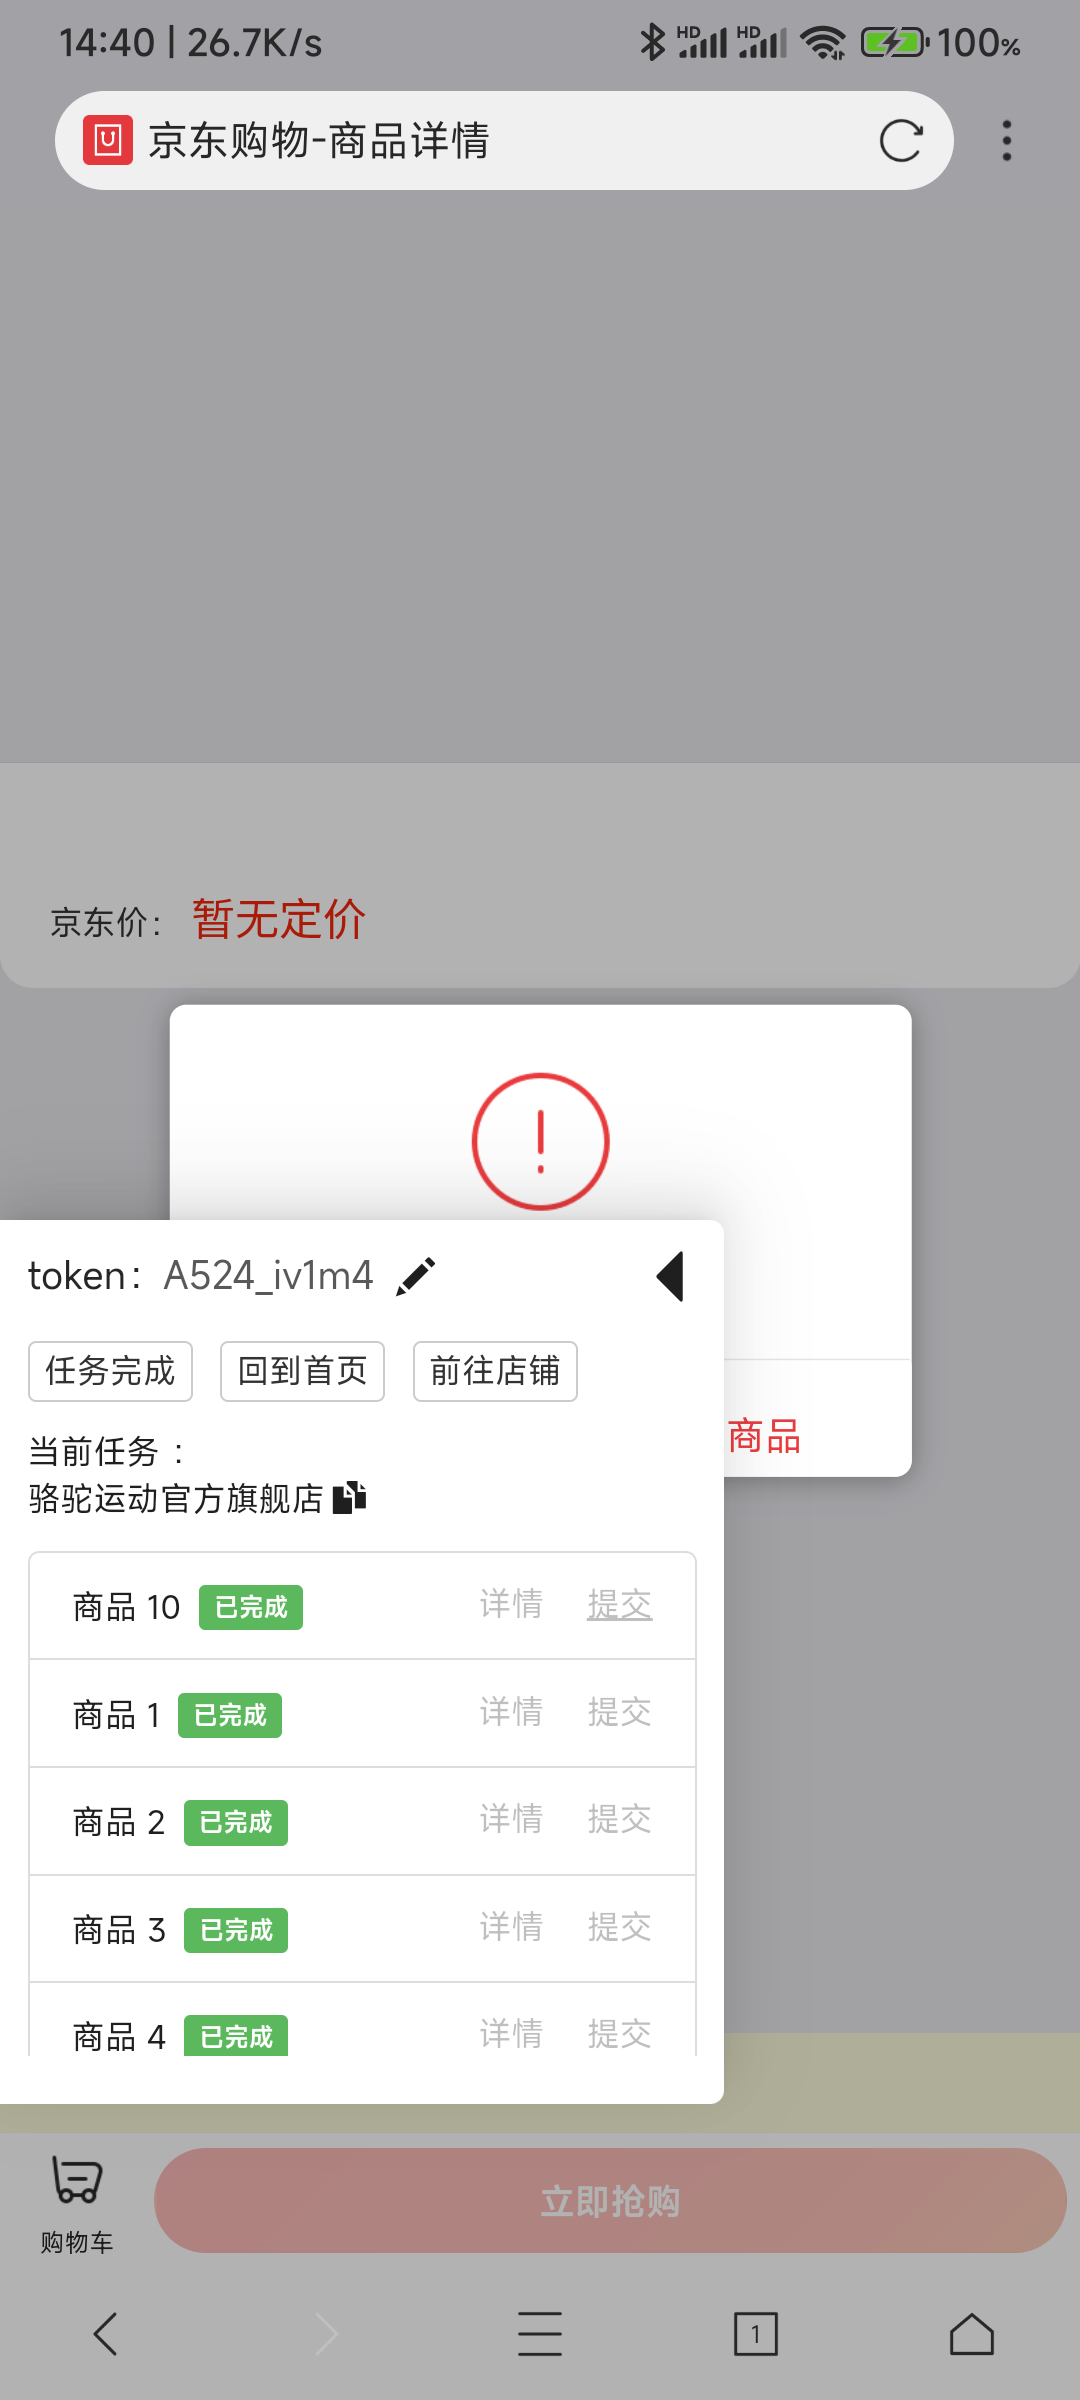 14:40 | 26.7K/s
HD HD 100%
京东购物-商品详情
京东价： 暂无定价
token： A524_iv1m4
任务完成 回到首页 前往店铺
商品
当前任务 ：
骆驼运动官方旗舰店
商品 10 已完成 详情 提交
商品 1 已完成 详情 提交
商品 2 已完成 详情 提交
商品 3 已完成 详情 提交
商品 4 已完成 详情 提交
购物车
立即抢购
1